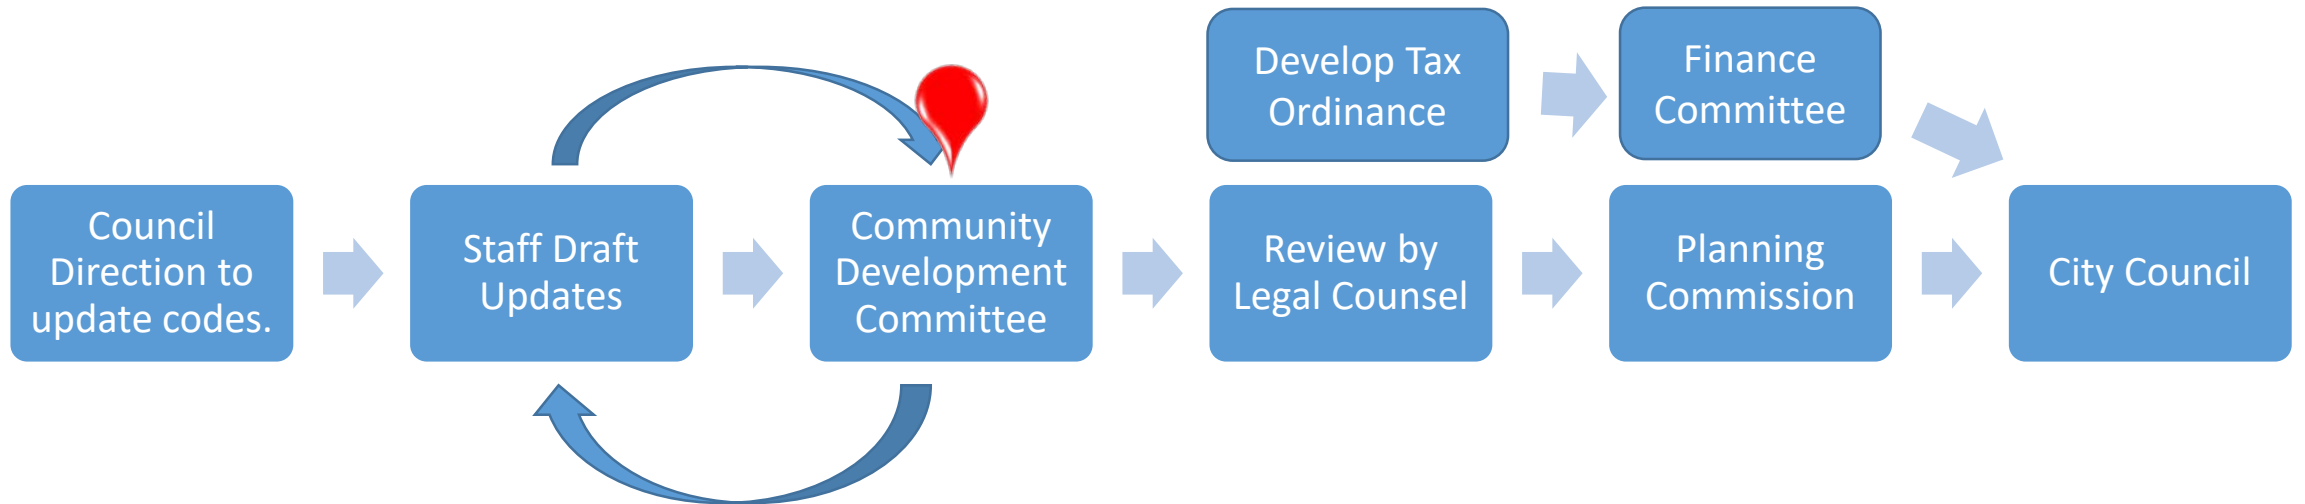 Develop Tax
Ordinance
Finance
Committee
Council
Direction to
update codes.
Staff Draft
Updates
Community
Development
Committee
Review by
Legal Counsel
Planning
Commission
City Council